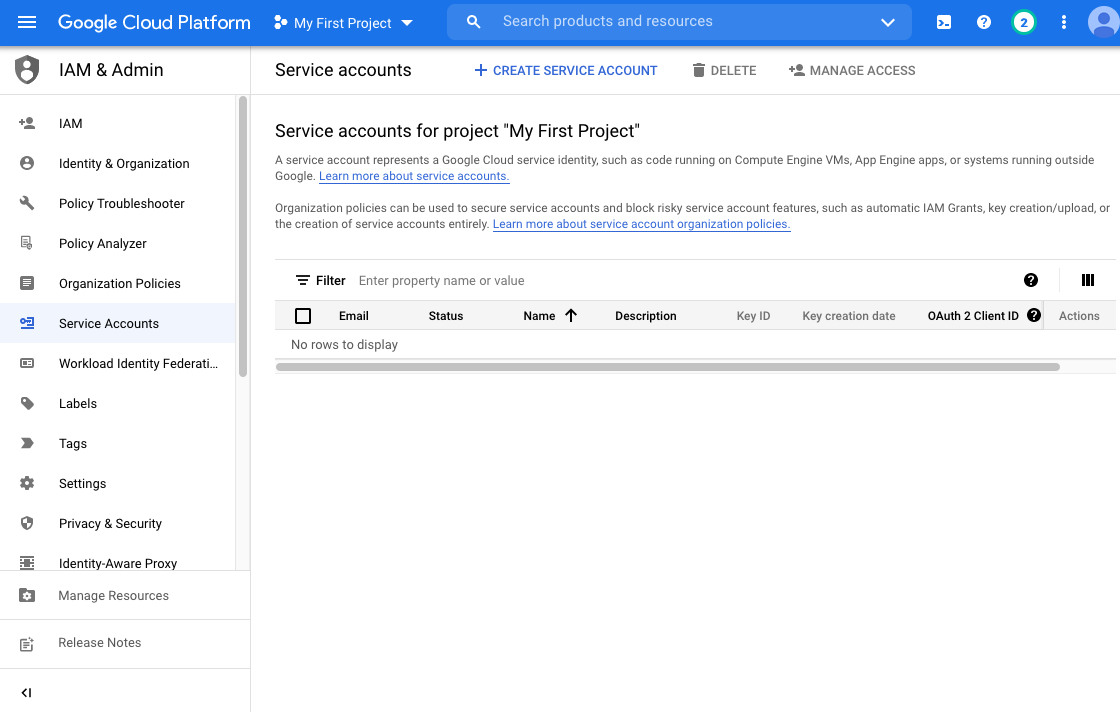 Google Cloud Platform
My First Project
Search products and resources
2
IAM & Admin
Service accounts
CREATE SERVICE ACCOUNT
DELETE
MANAGE ACCESS
IAM
Identity & Organization
Policy Troubleshooter
Policy Analyzer
Organization Policies
Service Accounts
Workload Identity Federati...
Labels
Tags
Settings
Privacy & Security
Identity-Aware Proxy
Manage Resources
Release Notes
Service accounts for project "My First Project"
A service account represents a Google Cloud service identity, such as code running on Compute Engine VMs, App Engine apps, or systems running outside
Google. Learn more about service accounts.
Organization policies can be used to secure service accounts and block risky service account features, such as automatic IAM Grants, key creation/upload, or
the creation of service accounts entirely. Learn more about service account organization policies.
Filter Enter property name or value
Email Status Name Description Key ID Key creation date OAuth 2 Client ID Actions
No rows to display